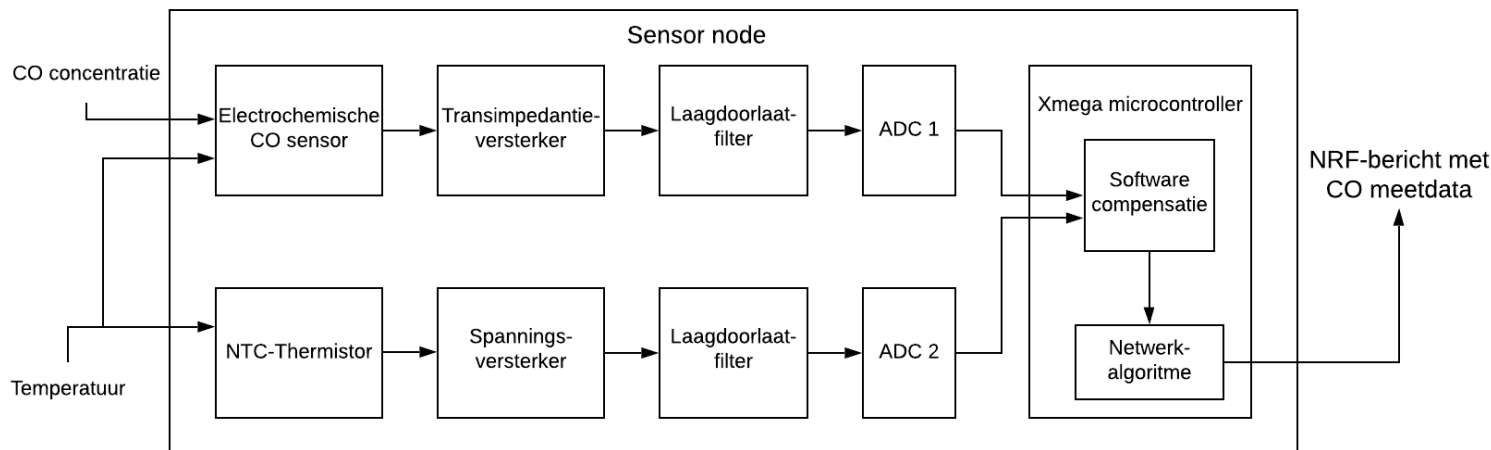 Sensor node
CO concentratie
Electrochemische
CO sensor
Transimpedantie-
versterker
Laagdoorlaat-
filter
ADC 1
Xmega microcontroller
Software
compensatie
NRF-bericht met
CO meetdata
Temperatuur
NTC-Thermistor
Spannings-
versterker
Laagdoorlaat-
filter
ADC 2
Netwerk-
algoritme